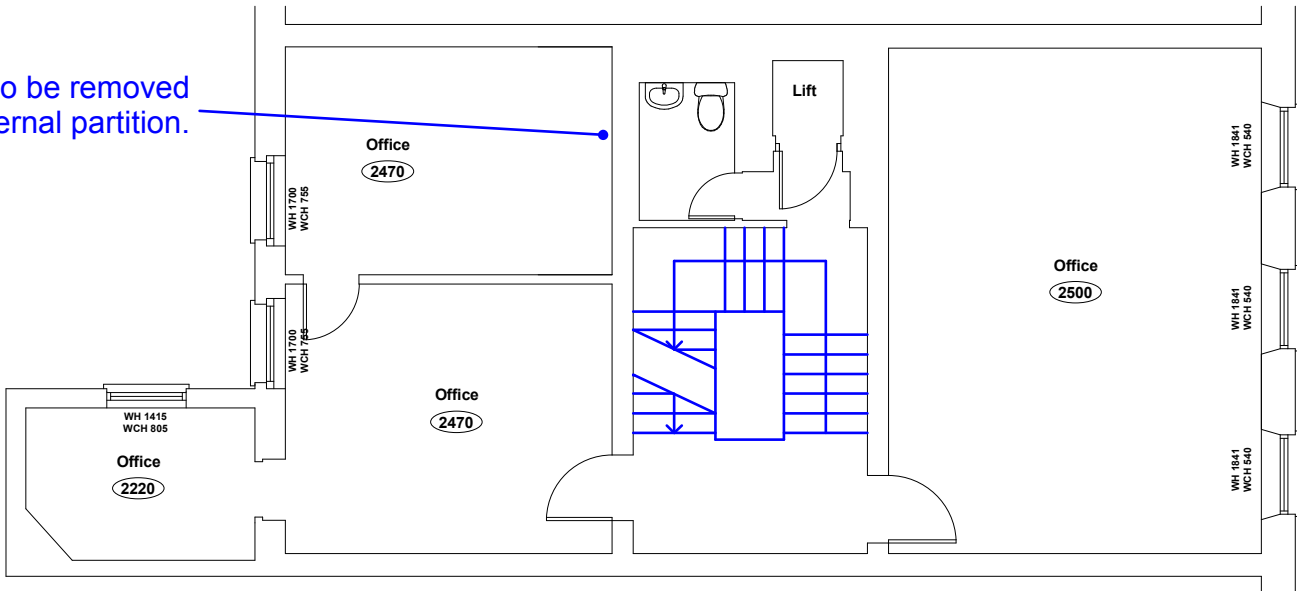 to be removed
ernal partition.
Lift
Office
2470
WH 1700
WCH 755
WH 1841
WCH 540
Office
2500
WH 1841
WCH 540
WH 1700
WCH 755
Office
2470
WH 1415
WCH 805
Office
2220
WH 1841
WCH 540